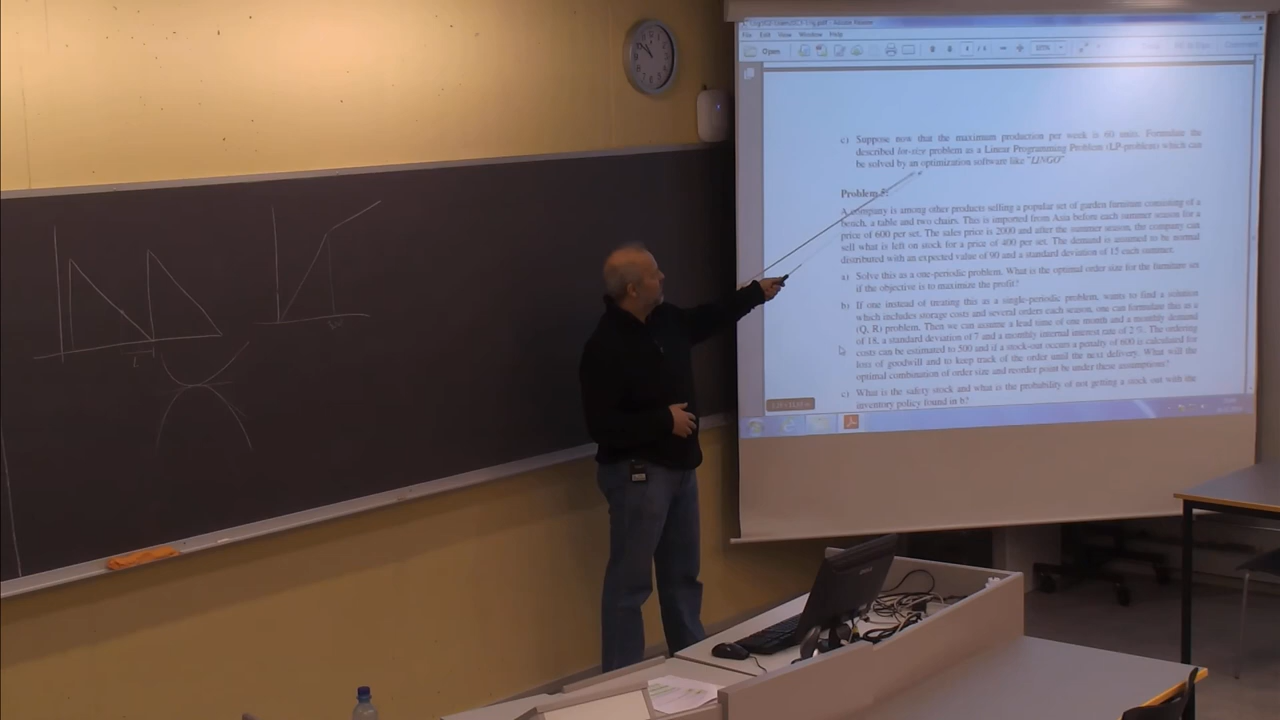 File Edit View Window Help
Open
c) Suppose now that the maximum production per week is 60 units. Formulate the
described lot-size problem as a Linear Programming Problem (LP-problem) which can
be solved by an optimization software like "LINGO"
Problem 5:
A company is among other products selling a popular set of garden furniture consisting of a
bench, a table and two chairs. This is imported from Asia before each summer season for a
price of 600 per set. The sales price is 2000 and after the summer season, the company can
sell what is left on stock for a price of 400 per set. The demand is assumed to be normal
distributed with an expected value of 90 and a standard deviation of 15 each summer.
a) Solve this as a one-periodic problem. What is the optimal order size for the furniture set
if the objective is to maximize the profit?
b) If one instead of treating this as a single-periodic problem, wants to find a solution
which includes storage costs and several orders each season, one can formulate this as a
(Q, R) problem. Then we can assume a lead time of one month and a monthly demand
of 18, a standard deviation of 7 and a monthly internal interest rate of 2 %. The ordering
costs can be estimated to 500 and if a stock-out occurs a penalty of 600 is calculated for
loss of goodwill and to keep track of the order until the next delivery. What will the
optimal combination of order size and reorder point be under these assumptions?
c) What is the safety stock and what is the probability of not getting a stock out with the
inventory policy found in b?